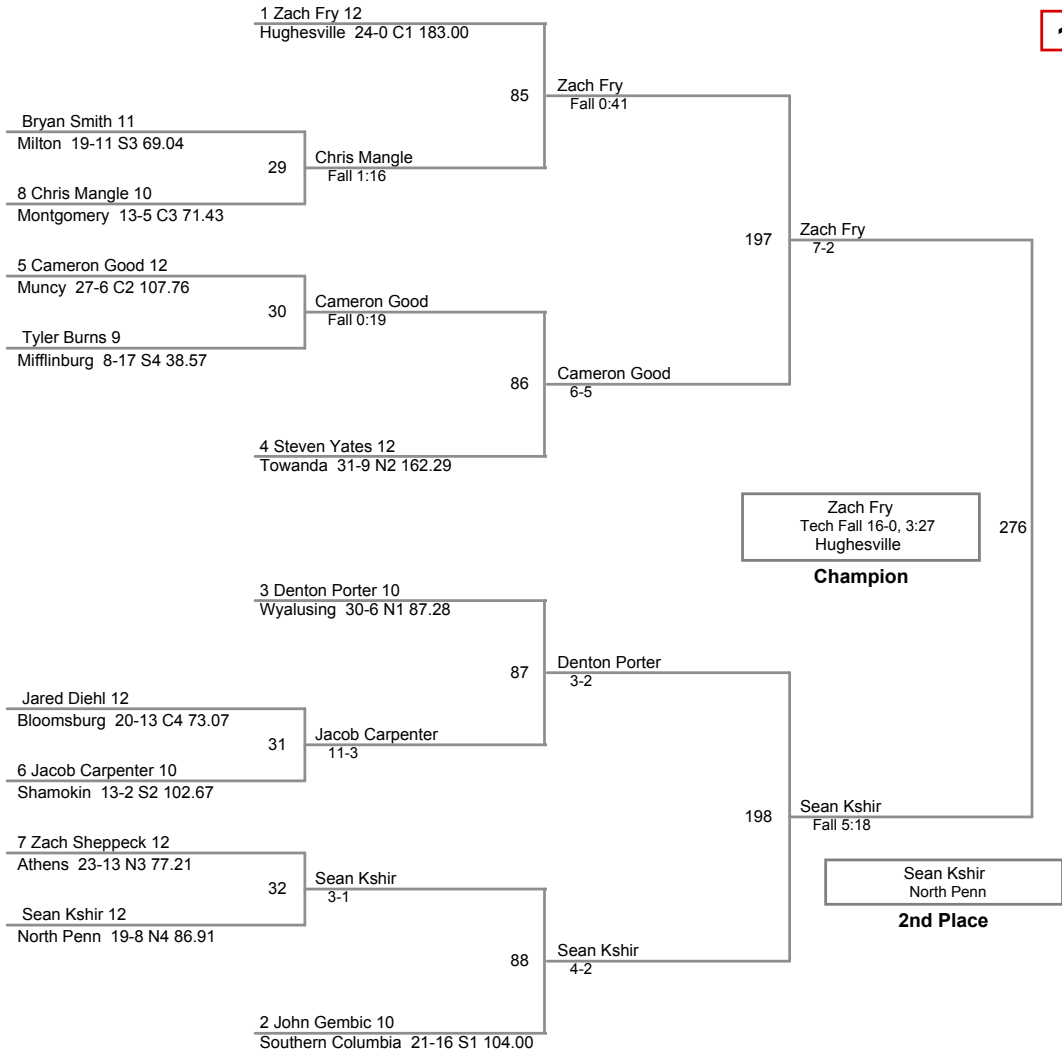 1 Zach Fry 12
Hughesville 24-0 C1 183.00
85
Zach Fry
Fall 0:41
Bryan Smith 11
Milton 19-11 S3 69.04
29
Chris Mangle
Fall 1:16
8 Chris Mangle 10
Montgomery 13-5 C3 71.43
197
Zach Fry
7-2
5 Cameron Good 12
Muncy 27-6 C2 107.76
30
Cameron Good
Fall 0:19
Tyler Burns 9
Mifflinburg 8-17 S4 38.57
86
Cameron Good
6-5
4 Steven Yates 12
Towanda 31-9 N2 162.29
Zach Fry
Tech Fall 16-0, 3:27
Hughesville
276
Champion
3 Denton Porter 10
Wyalusing 30-6 N1 87.28
87
Denton Porter
3-2
Jared Diehl 12
Bloomsburg 20-13 C4 73.07
31
Jacob Carpenter
11-3
6 Jacob Carpenter 10
Shamokin 13-2 S2 102.67
198
Sean Kshir
Fall 5:18
7 Zach Sheppeck 12
Athens 23-13 N3 77.21
32
Sean Kshir
3-1
Sean Kshir 12
North Penn 19-8 N4 86.91
Sean Kshir
North Penn
2nd Place
88
Sean Kshir
4-2
2 John Gembic 10
Southern Columbia 21-16 S1 104.00